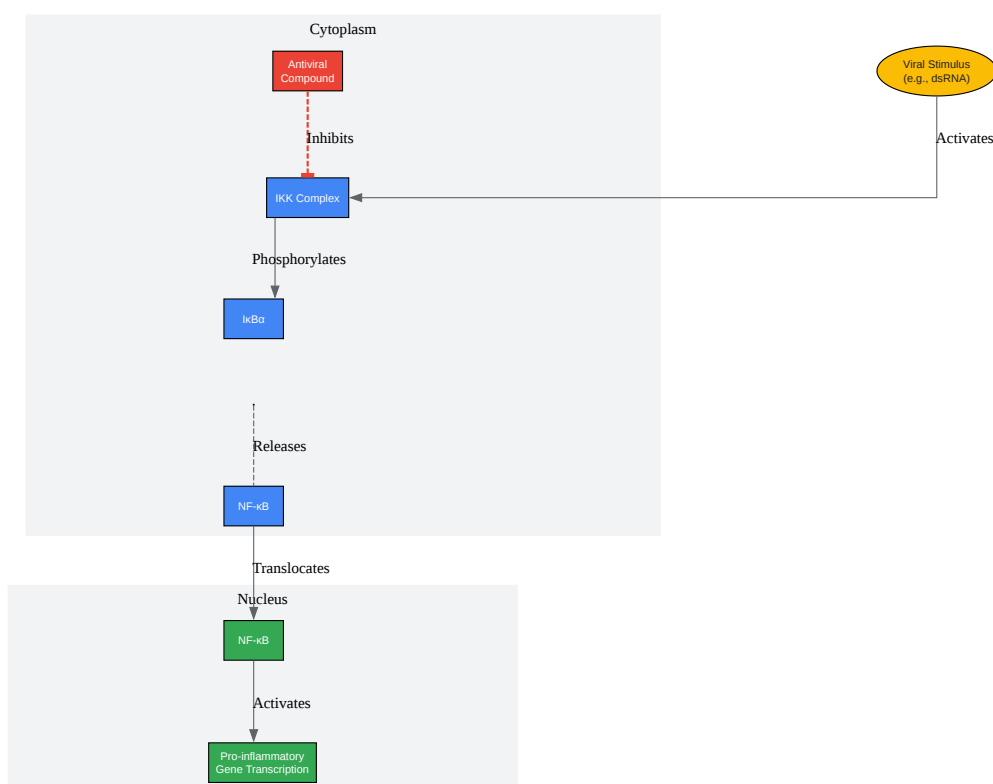 Cytoplasm
Antiviral
Compound
Viral Stimulus
(e.g., dsRNA)
Inhibits
Activates
IKK Complex
Phosphorylates
IκBα
Releases
NF-κB
Translocates
Nucleus
NF-κB
Activates
Pro-inflammatory
Gene Transcription